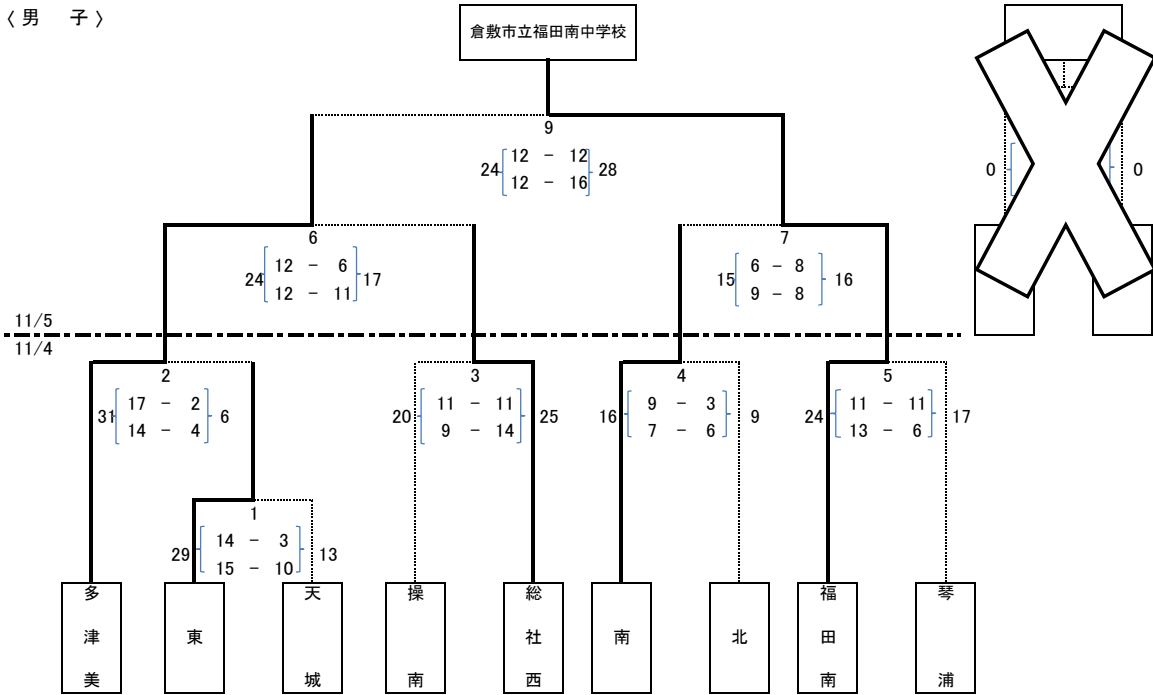 〈 男　子 〉
倉敷市立福田南中学校
9
24 12 － 12 28
12 － 16
0 0
6
24 12 － 6 17
12 － 11
7
15 6 － 8 16
9 － 8
11/5
11/4
2
31 17 － 2 6
14 － 4
3
20 11 － 11 25
9 － 14
4
16 9 － 3 9
7 － 6
5
24 11 － 11 17
13 － 6
1
29 14 － 3 13
15 － 10
多津美
東
天城
操南
総社西
南
北
福田南
琴浦